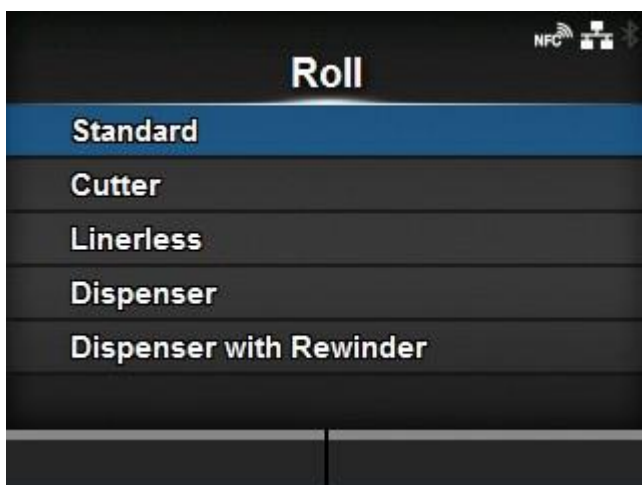 NFC
Roll
Standard
Cutter
Linerless
Dispenser
Dispenser with Rewinder